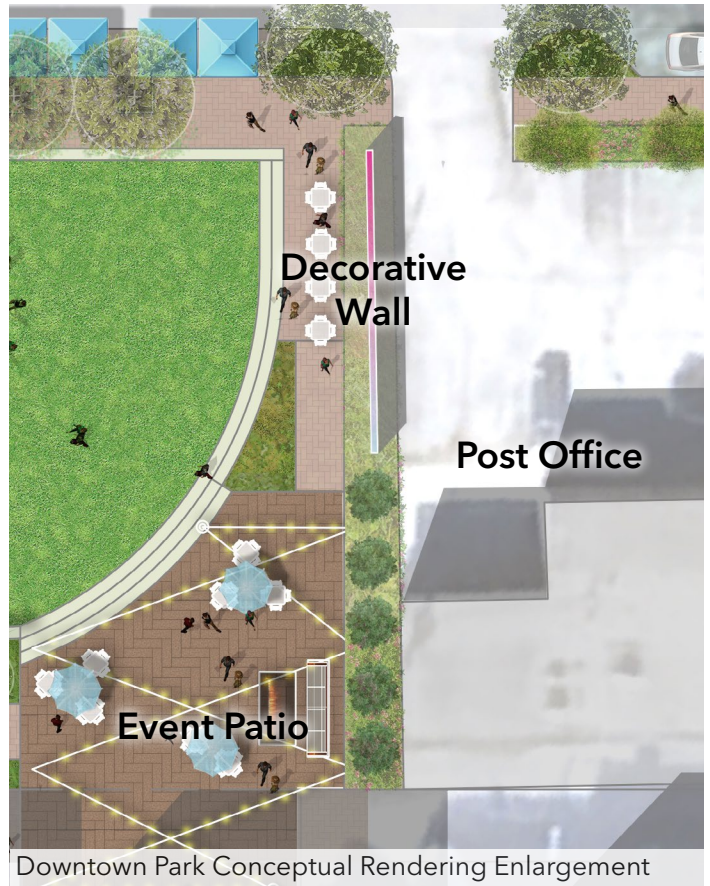 Decorative
Wall
Post Office
Event Patio
Downtown Park Conceptual Rendering Enlargement